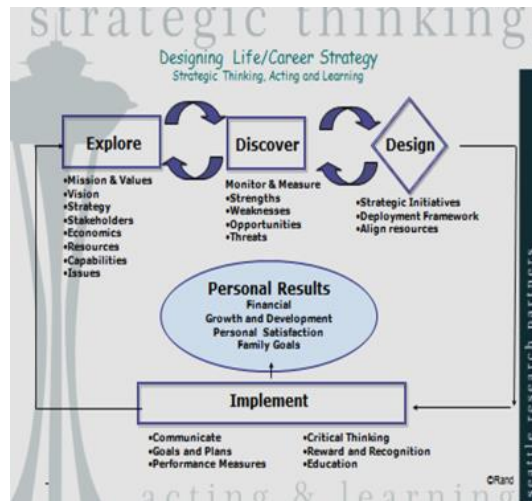 strategic thinking
Designing Life/Career Strategy
Strategic Thinking, Acting and Learning
Explore
Discover
Design
•Mission & Values
•Vision
•Strategy
•Stakeholders
•Economics
•Resources
•Capabilities
•Issues
Monitor & Measure
•Strengths
•Weaknesses
•Opportunities
•Threats
•Strategic Initiatives
•Deployment Framework
•Align resources
Personal Results
Financial
Growth and Development
Personal Satisfaction
Family Goals
Implement
•Communicate
•Goals and Plans
•Performance Measures
•Critical Thinking
•Reward and Recognition
•Education
©Rand
acting & learning
research partners